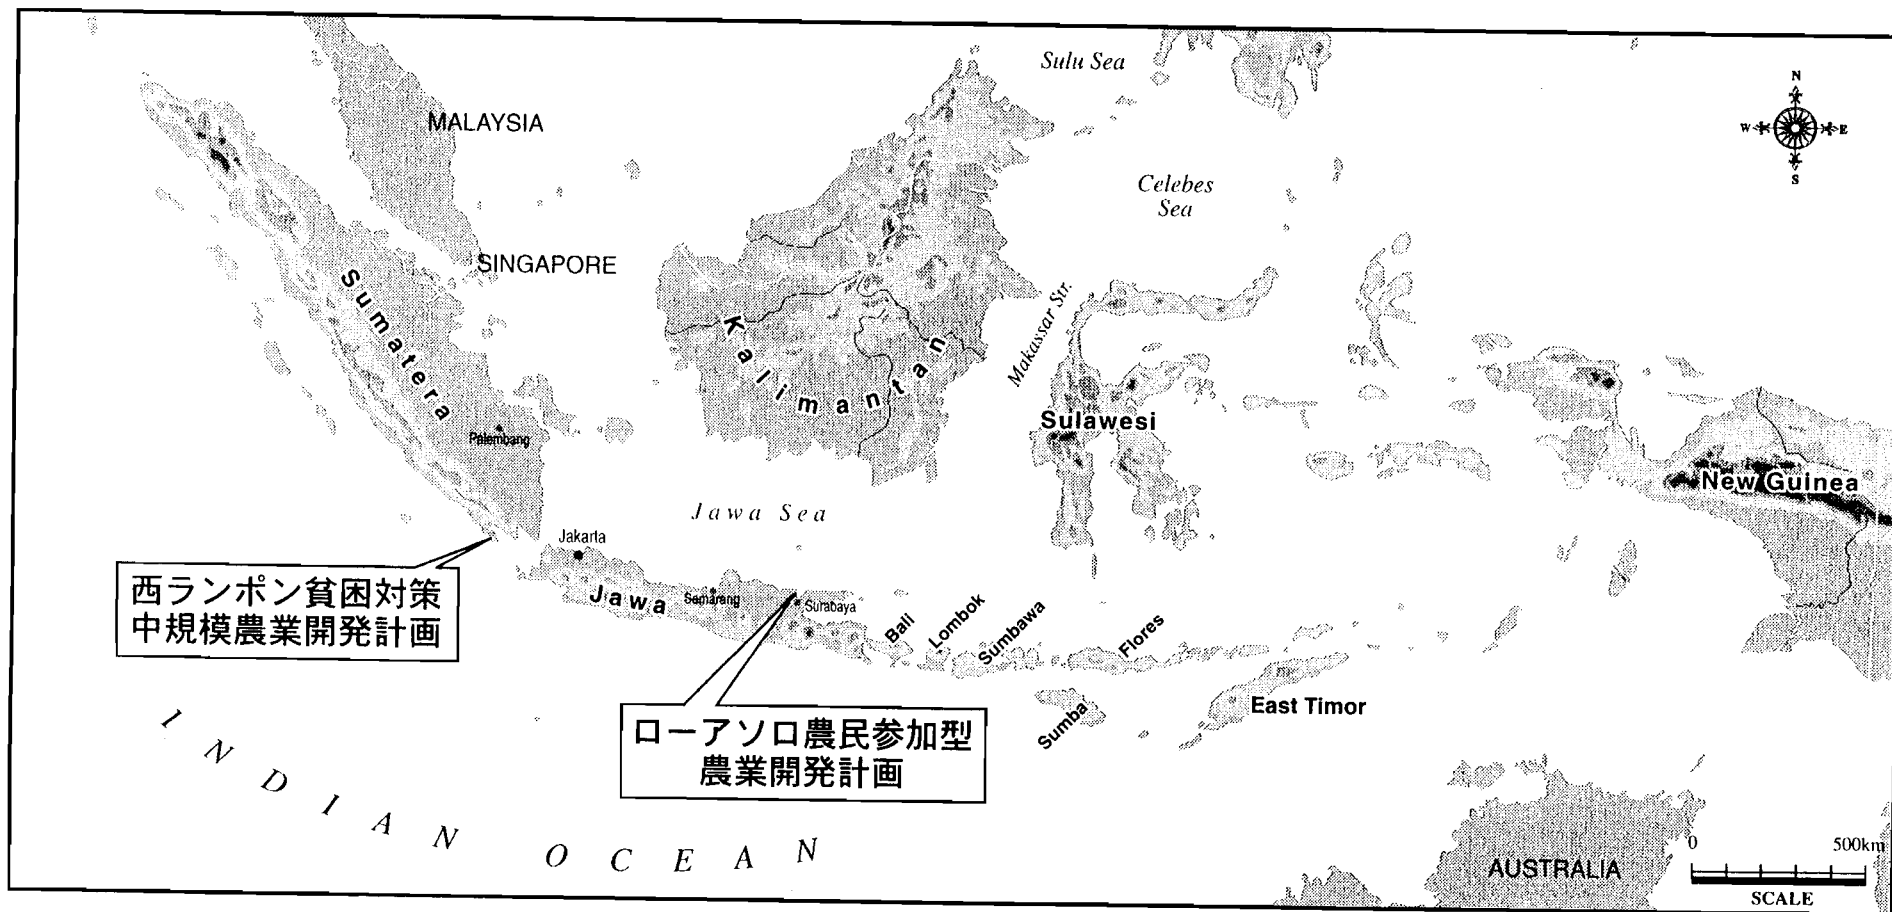 Sulu Sea
N
W
E
S
MALAYSIA
Celebes
Sea
SINGAPORE
Sumatera
Kalimantan
Makassar Str.
Sulawesi
Palembang
New Guinea
Jawa Sea
Jakarta
西ランポン貧困対策
中規模農業開発計画
Jawa
Semarang
Surabaya
Bali
Lombok
Sumbawa
Flores
ローアソロ農民参加型
農業開発計画
Sumba
East Timor
INDIAN OCEAN
AUSTRALIA
0
500km
SCALE